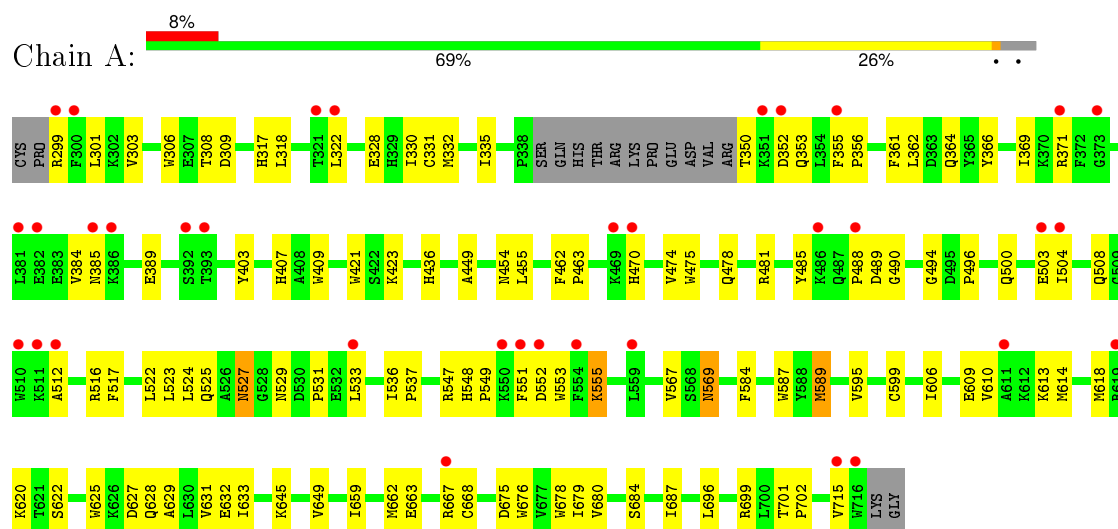 8%
Chain A:
69% 26% • •
CYS PRO R299 F300 L301 K302 V303 W306 E307 T308 D309 H317 L318 T321 L322 E328 H329 I330 C331 M332 I335 P338 SER GLN HIS THR ARG LYS PRO GLU ASP VAL ARG T350 K351 D352 Q353 L354 F355 P356 F361 L362 D363 Q364 Y365 Y366 I369 K370 R371 F372 G373
L381 E382 E383 V384 N385 K386 E389 S392 T393 Y403 H407 A408 W409 W421 S422 K423 H436 A449 N454 L455 F462 P463 K469 H470 V474 W475 Q478 R481 Y485 K486 Q487 P488 D489 G490 G494 D495 P496 Q500 E503 I504 Q508 G509
W510 K511 A512 R516 F517 L522 L523 L524 Q525 A526 N527 G528 N529 D530 P531 E532 L533 I536 P537 R547 H548 P549 K550 F551 D552 W553 F554 K555 L559 V567 S568 N569 F584 W587 Y588 M589 V595 C599 I606 E609 V610 A611 K612 K613 M614 M618 R619
K620 T621 S622 W625 K626 D627 Q628 A629 L630 V631 E632 I633 K645 V649 I659 M662 E663 R667 C668 D675 W676 V677 W678 I679 V680 S684 I687 L696 R699 L700 T701 P702 V715 W716 LYS GLY